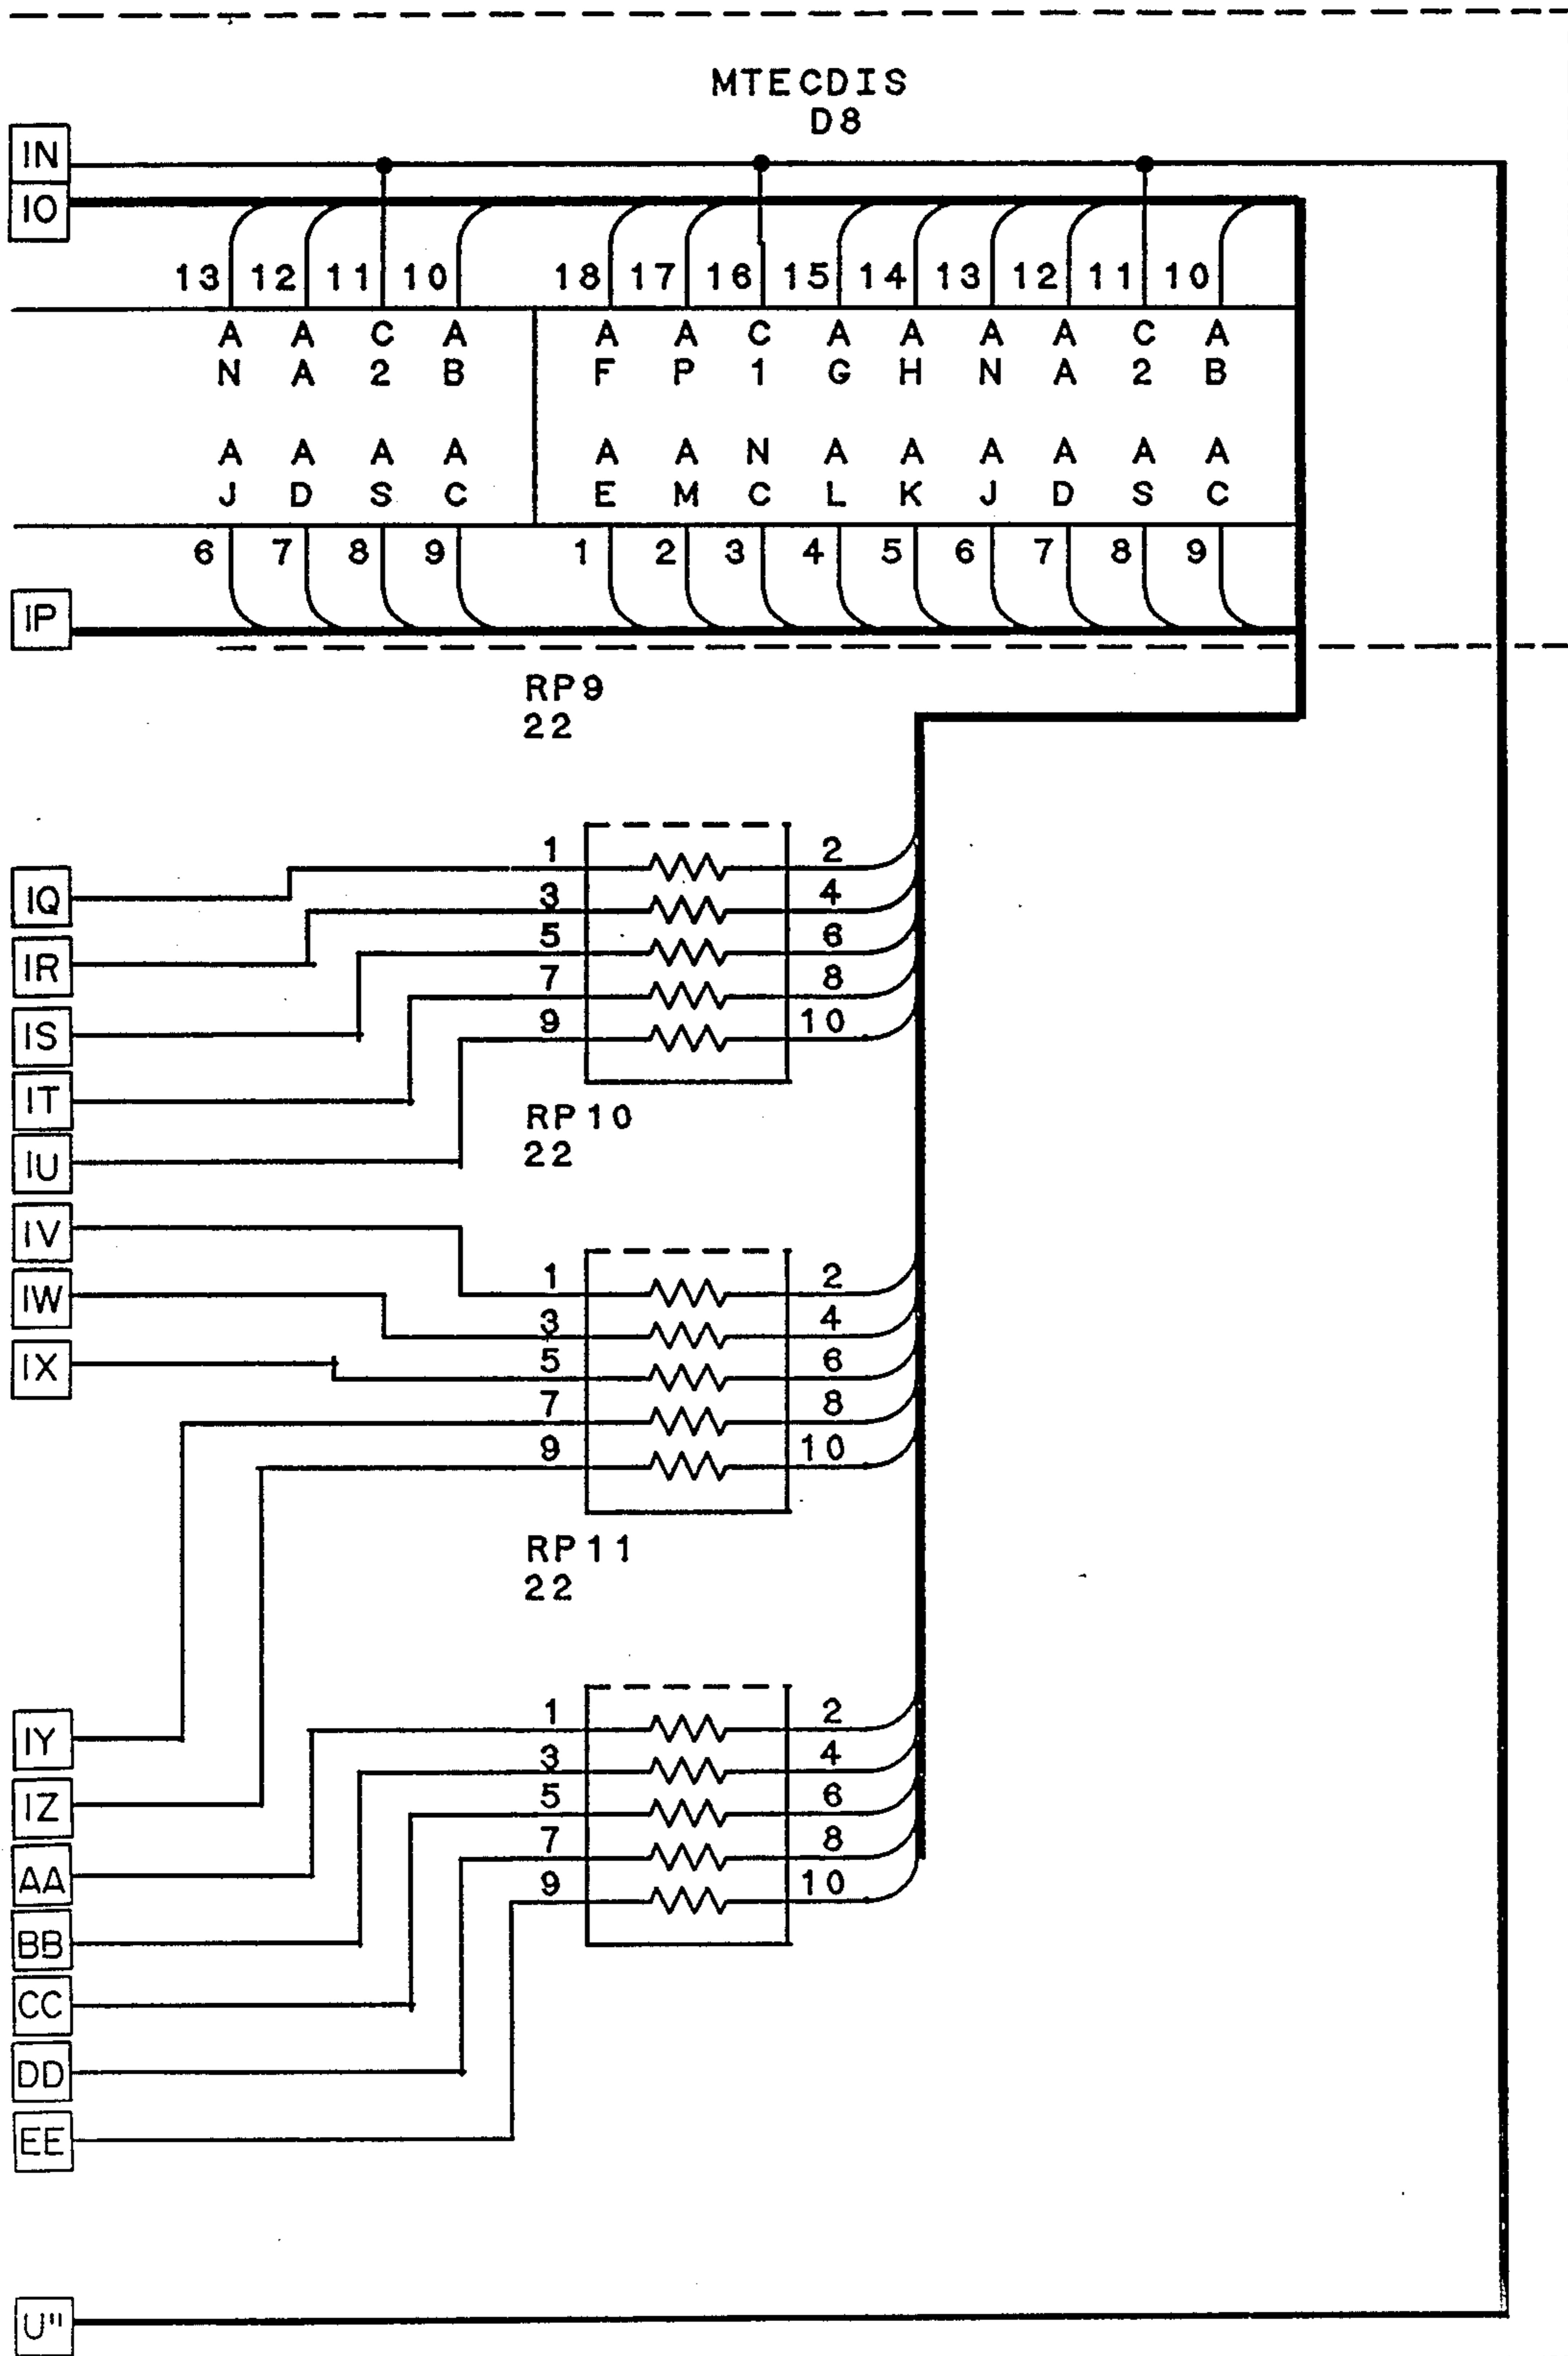 MTECDIS
D8
IN
IO
13 12 11 10 18 17 16 15 14 13 12 11 10
A A C A A A C A A A A C A
N A 2 B F P 1 G H N A 2 B
A A A A A A N A A A A A A
J D S C E M C L K J D S C
6 7 8 9 1 2 3 4 5 6 7 8 9
IP
RP9
22
1 2
IQ
3 4
5 6
IR
7 8
9 10
IS
IT
RP10
22
IU
IV
1 2
IW
3 4
5 6
IX
7 8
9 10
RP11
22
1 2
IY
3 4
5 6
IZ
7 8
AA
9 10
BB
CC
DD
EE
U"